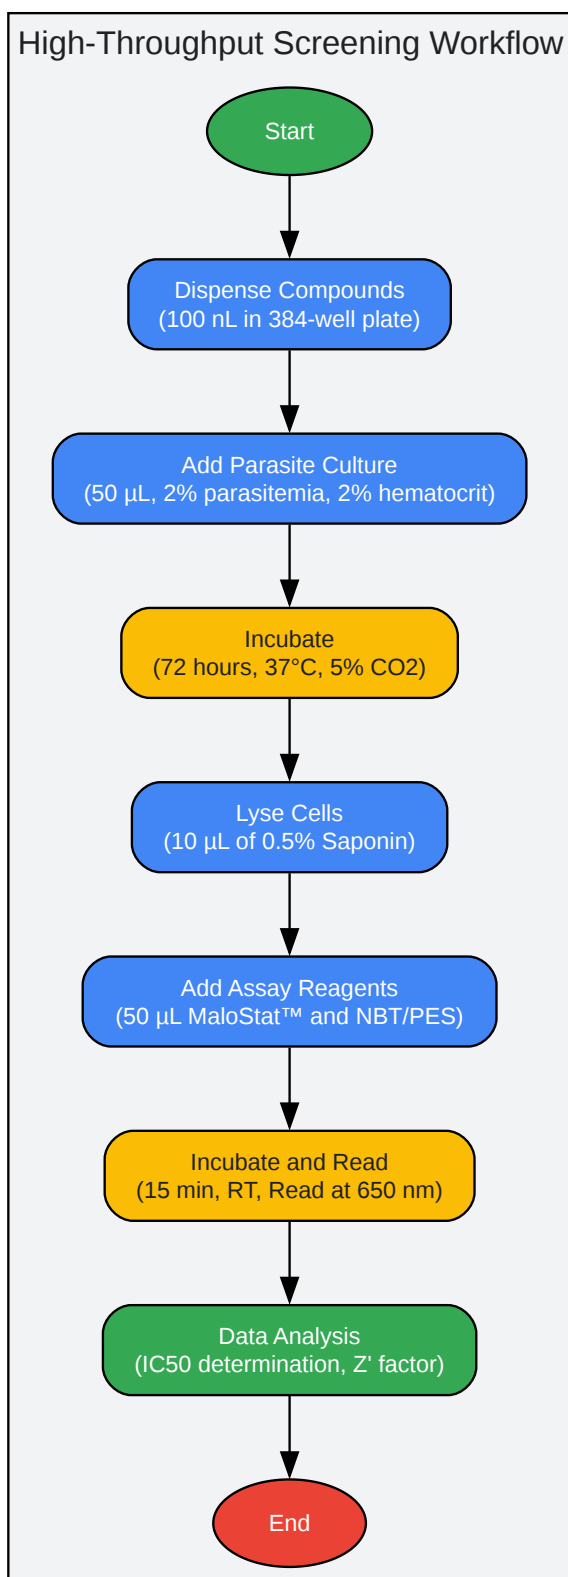 High-Throughput Screening Workflow
Start
Dispense Compounds
(100 nL in 384-well plate)
Add Parasite Culture
(50 µL, 2% parasitemia, 2% hematocrit)
Incubate
(72 hours, 37°C, 5% CO2)
Lyse Cells
(10 µL of 0.5% Saponin)
Add Assay Reagents
(50 µL MaloStat™ and NBT/PES)
Incubate and Read
(15 min, RT, Read at 650 nm)
Data Analysis
(IC50 determination, Z' factor)
End